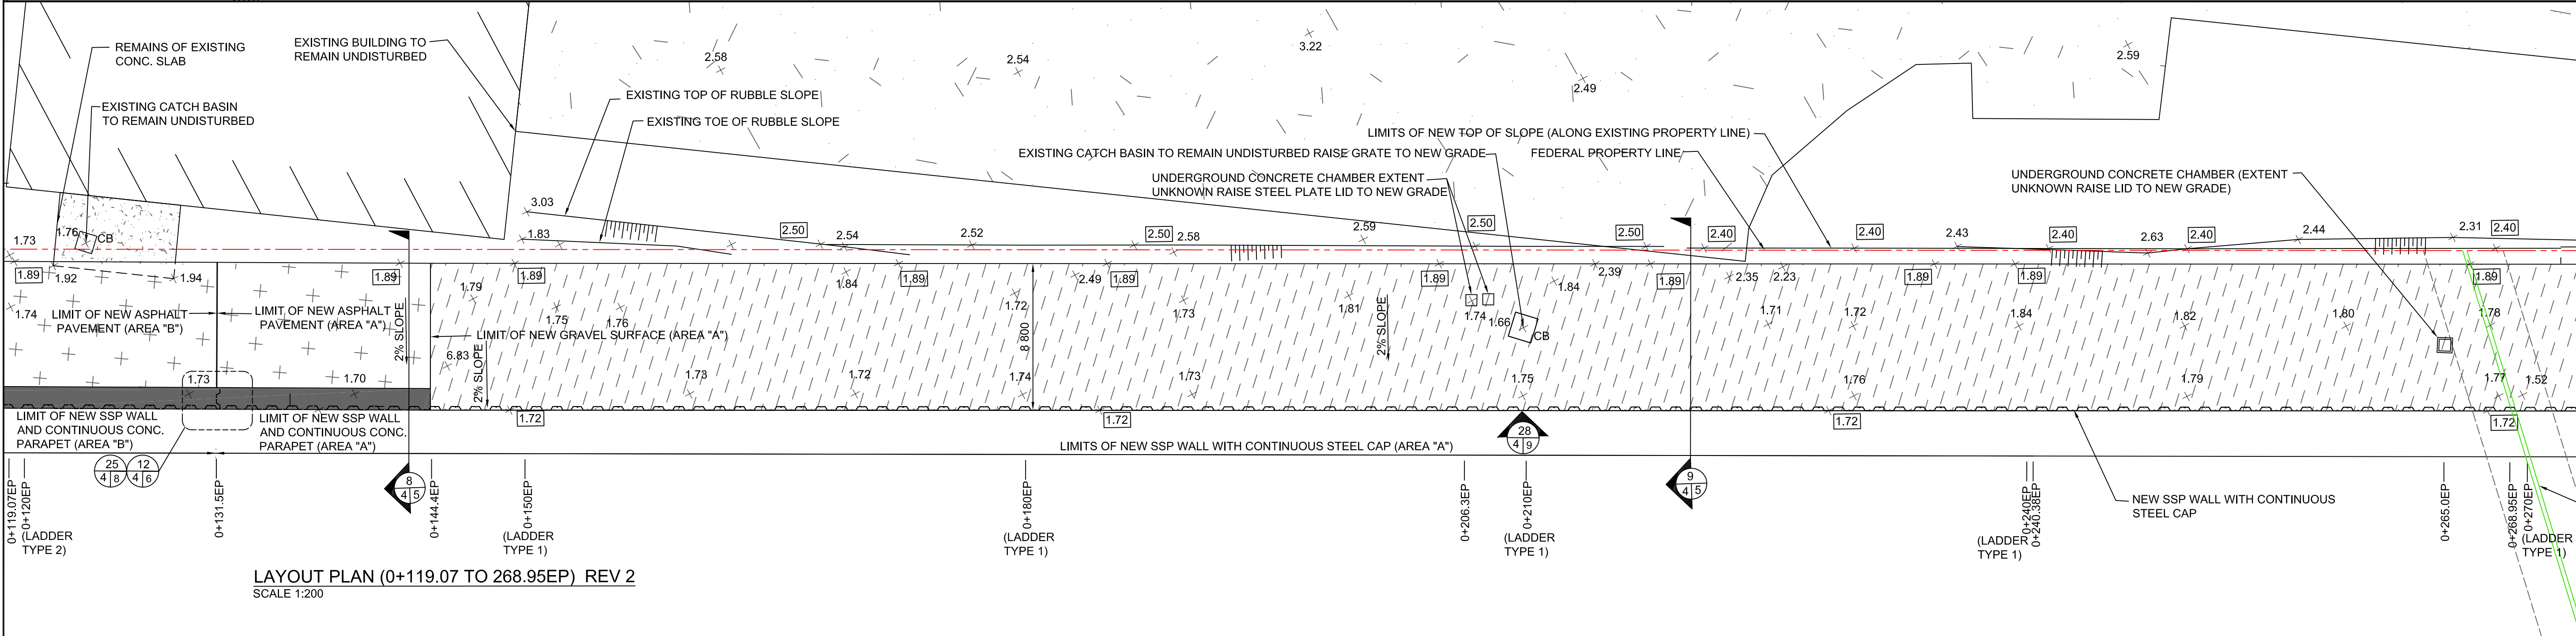 REMAINS OF EXISTING
CONC. SLAB
EXISTING BUILDING TO
REMAIN UNDISTURBED
EXISTING CATCH BASIN
TO REMAIN UNDISTURBED
EXISTING TOP OF RUBBLE SLOPE
EXISTING TOE OF RUBBLE SLOPE
2.58
2.54
3.22
2.49
2.59
LIMITS OF NEW TOP OF SLOPE (ALONG EXISTING PROPERTY LINE)
EXISTING CATCH BASIN TO REMAIN UNDISTURBED RAISE GRATE TO NEW GRADE
FEDERAL PROPERTY LINE
UNDERGROUND CONCRETE CHAMBER EXTENT
UNKNOWN RAISE STEEL PLATE LID TO NEW GRADE
UNDERGROUND CONCRETE CHAMBER (EXTENT
UNKNOWN RAISE LID TO NEW GRADE)
3.03
1.73
1.76
CB
1.83
2.50
2.54
2.52
2.50
2.58
2.59
2.50
2.50
2.40
2.40
2.43
2.40
2.63
2.40
2.44
2.31
2.40
1.89
1.92
1.94
1.89
1.89
1.84
1.89
2.49
1.89
1.89
1.84
2.39
1.89
2.35
2.23
1.89
1.89
1.89
1.74
LIMIT OF NEW ASPHALT
PAVEMENT (AREA "B")
LIMIT OF NEW ASPHALT
PAVEMENT (AREA "A")
2% SLOPE
1.79
1.75
1.76
LIMIT OF NEW GRAVEL SURFACE (AREA "A")
6.83
2% SLOPE
1.72
8 800
1.73
1.81
2% SLOPE
1.74
1.66
CB
1.71
1.72
1.84
1.82
1.80
1.78
1.73
1.70
1.73
1.72
1.74
1.73
1.75
1.76
1.79
1.77
1.52
LIMIT OF NEW SSP WALL
AND CONTINUOUS CONC.
PARAPET (AREA "B")
LIMIT OF NEW SSP WALL
AND CONTINUOUS CONC.
PARAPET (AREA "A")
1.72
1.72
1.72
1.72
LIMITS OF NEW SSP WALL WITH CONTINUOUS STEEL CAP (AREA "A")
28
4 9
25
4 8
12
4 6
8
4 5
9
4 5
NEW SSP WALL WITH CONTINUOUS
STEEL CAP
0+119.07EP
0+120EP
(LADDER
TYPE 2)
0+131.5EP
0+144.4EP
0+150EP
(LADDER
TYPE 1)
0+180EP
(LADDER
TYPE 1)
0+206.3EP
0+210EP
(LADDER
TYPE 1)
0+240EP
0+240.38EP
(LADDER
TYPE 1)
0+265.0EP
0+268.95EP
0+270EP
(LADDER
TYPE 1)
LAYOUT PLAN (0+119.07 TO 268.95EP) REV 2
SCALE 1:200